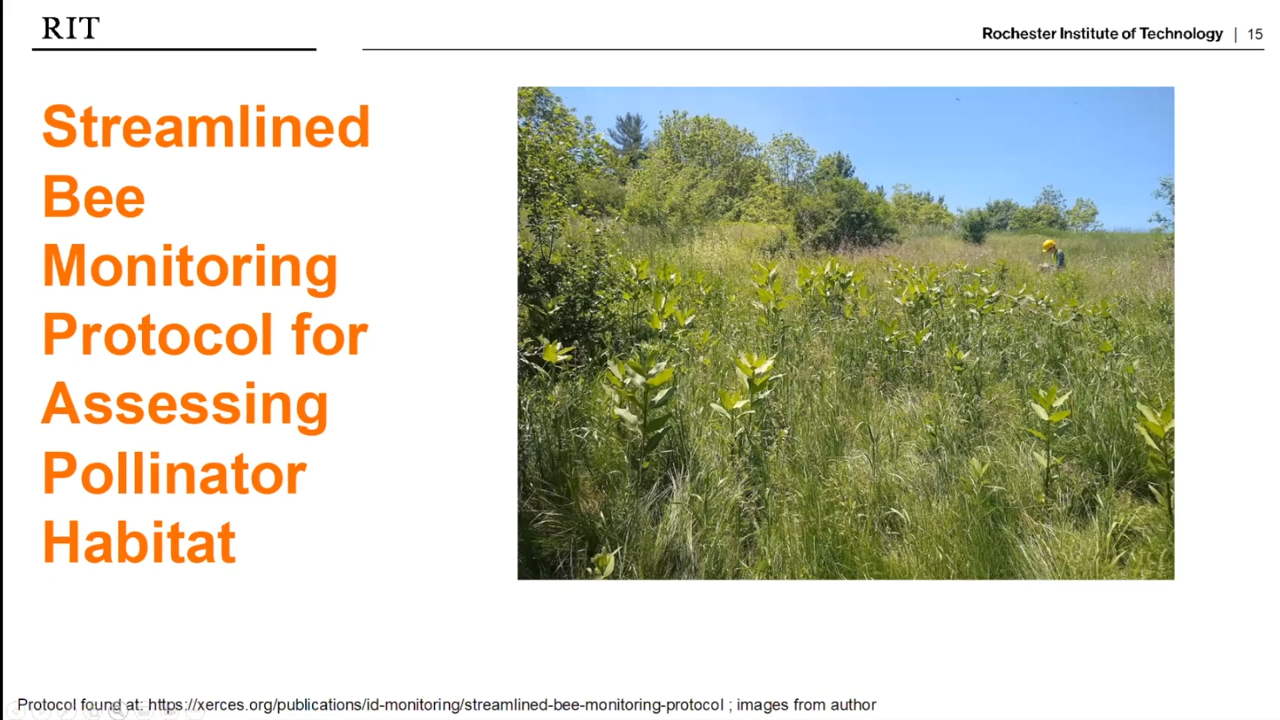 RIT
Rochester Institute of Technology | 15
Streamlined
Bee
Monitoring
Protocol for
Assessing
Pollinator
Habitat
Protocol found at: https://xerces.org/publications/id-monitoring/streamlined-bee-monitoring-protocol ; images from author